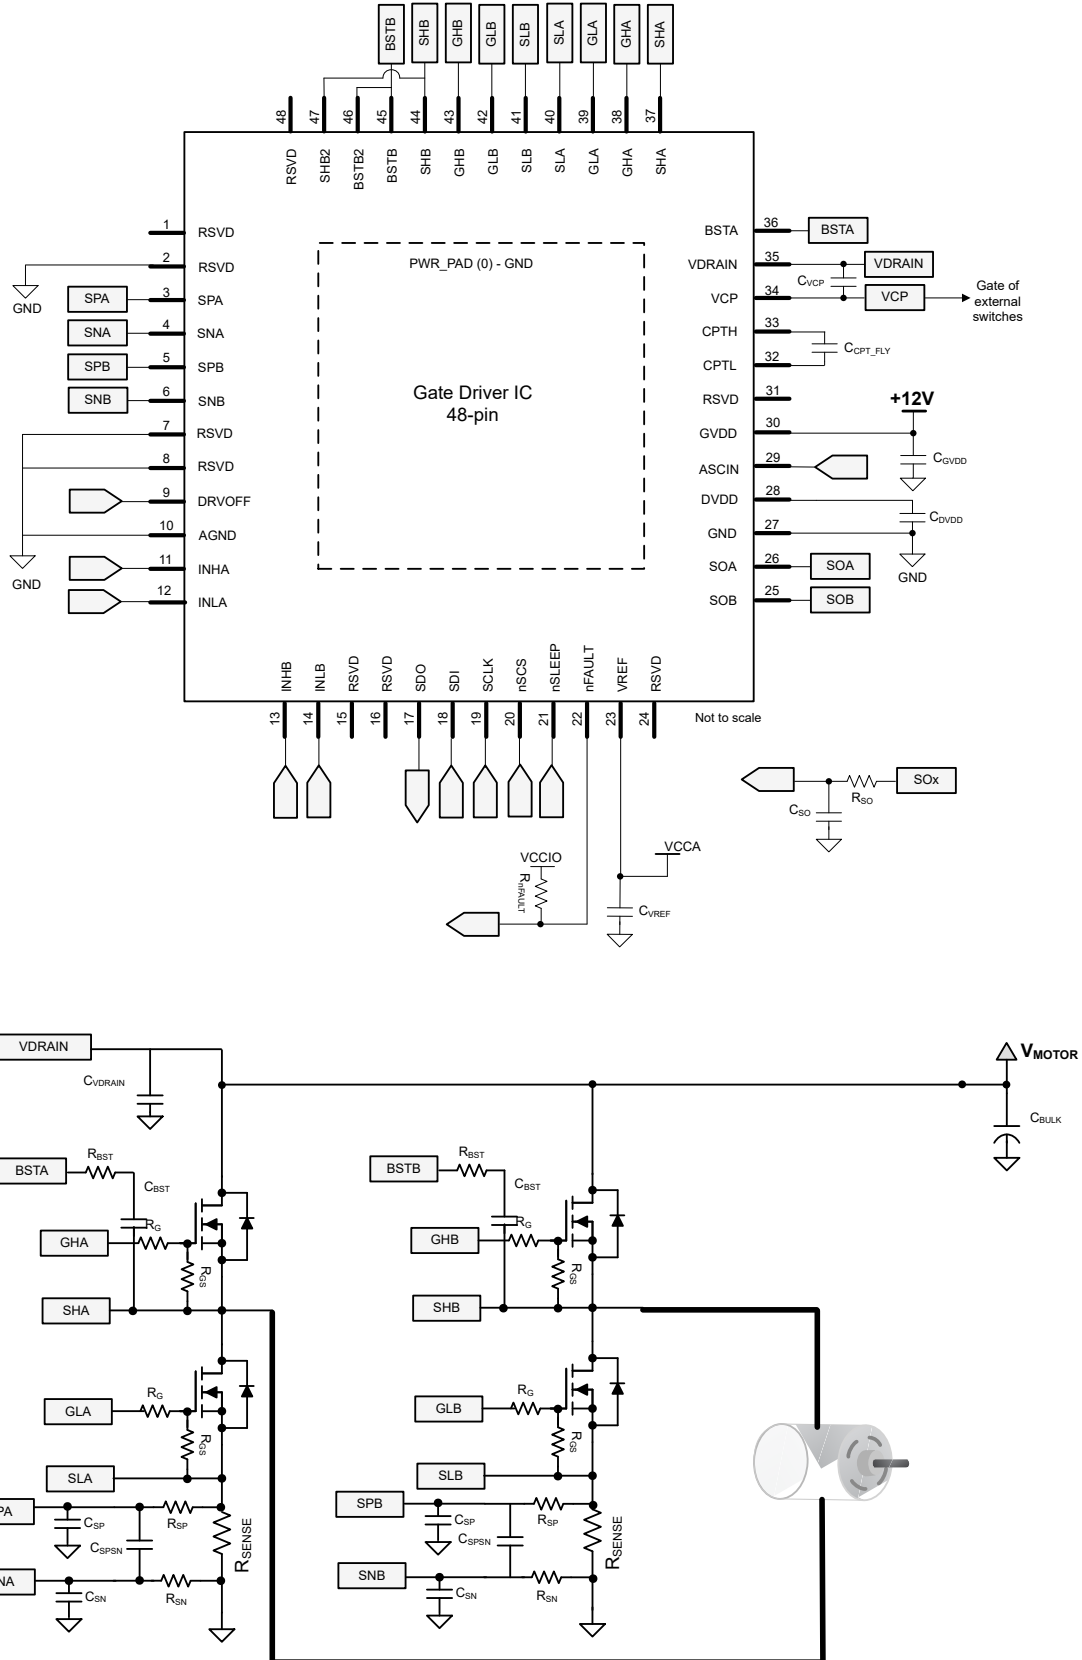 BSTB
SHB
GHB
GLB
SLB
SLA
GLA
GHA
SHA
48
47
46
45
44
43
42
41
40
39
38
37
RSVD
SHB2
BSTB2
BSTB
SHB
GHB
GLB
SLB
SLA
GLA
GHA
SHA
1 RSVD
2 RSVD
GND
SPA 3 SPA
SNA 4 SNA
SPB 5 SPB
SNB 6 SNB
7 RSVD
8 RSVD
9 DRVOFF
10 AGND
GND
11 INHA
12 INLA
PWR_PAD (0) - GND
Gate Driver IC
48-pin
BSTA 36 BSTA
VDRAIN 35 VDRAIN
CVCP
VCP 34 VCP
Gate of
external
switches
CPTH 33
CCPT_FLY
CPTL 32
RSVD 31
+12V
GVDD 30
CGVDD
ASCIN 29
DVDD 28
CDVDD
GND 27
GND
SOA 26 SOA
SOB 25 SOB
INHB
INLB
RSVD
RSVD
SDO
SDI
SCLK
nSCS
nSLEEP
nFAULT
VREF
RSVD
13
14
15
16
17
18
19
20
21
22
23
24
Not to scale
SOx
RSO
CSO
VCCIO
RnFAULT
VCCA
CVREF
VDRAIN
CVDRAIN
VMOTOR
CBULK
BSTA
RBST
CBST
GHA
RG
RGS
SHA
GLA
RG
RGS
SLA
PA
CSP
RSP
CSPSN
RSENSE
NA
CSN
RSN
BSTB
RBST
CBST
GHB
RG
RGS
SHB
GLB
RG
RGS
SLB
SPB
CSP
RSP
CSPSN
RSENSE
SNB
CSN
RSN